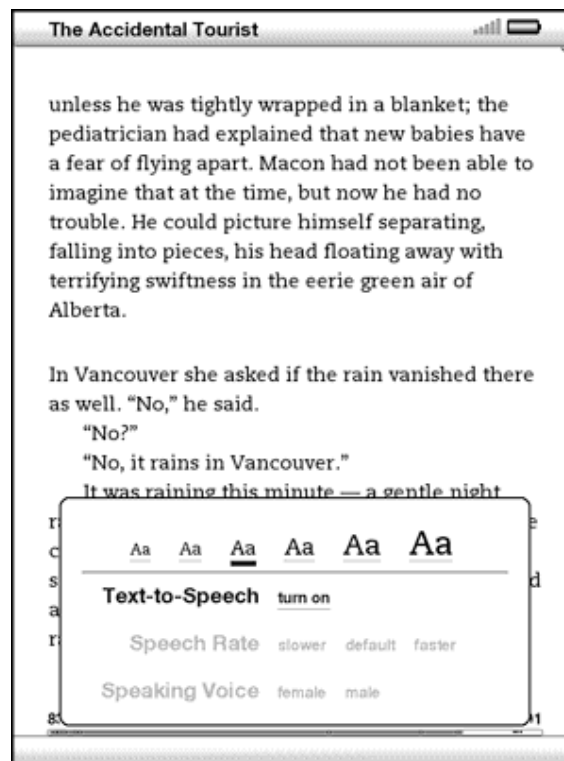 The Accidental Tourist
unless he was tightly wrapped in a blanket; the
pediatrician had explained that new babies have
a fear of flying apart. Macon had not been able to
imagine that at the time, but now he had no
trouble. He could picture himself separating,
falling into pieces, his head floating away with
terrifying swiftness in the eerie green air of
Alberta.
In Vancouver she asked if the rain vanished there
as well. “No,” he said.
“No?”
“No, it rains in Vancouver.”
It was raining this minute — a gentle night
Aa Aa Aa Aa Aa Aa
Text-to-Speech turn on
Speech Rate slower default faster
Speaking Voice female male